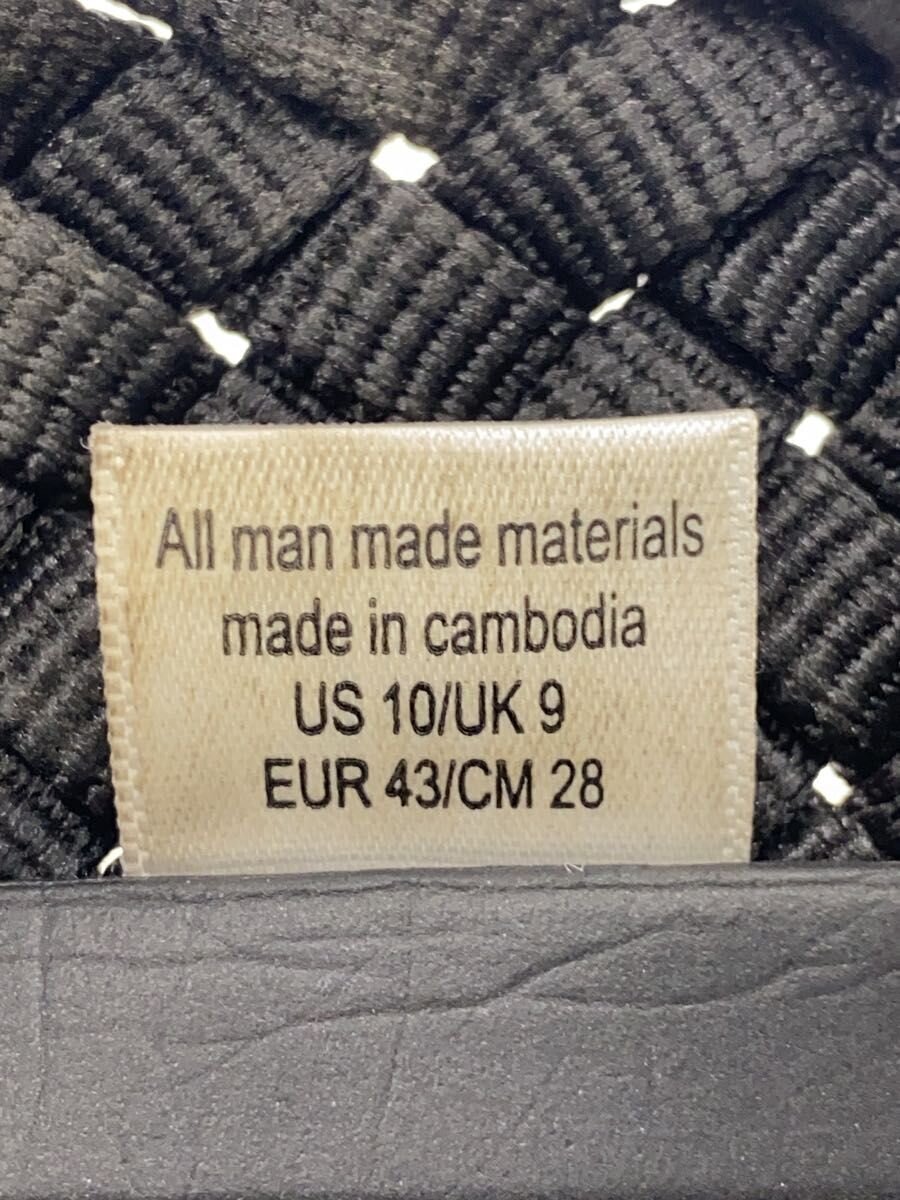 All man made materials
made in cambodia
US 10/UK 9
EUR 43/CM 28